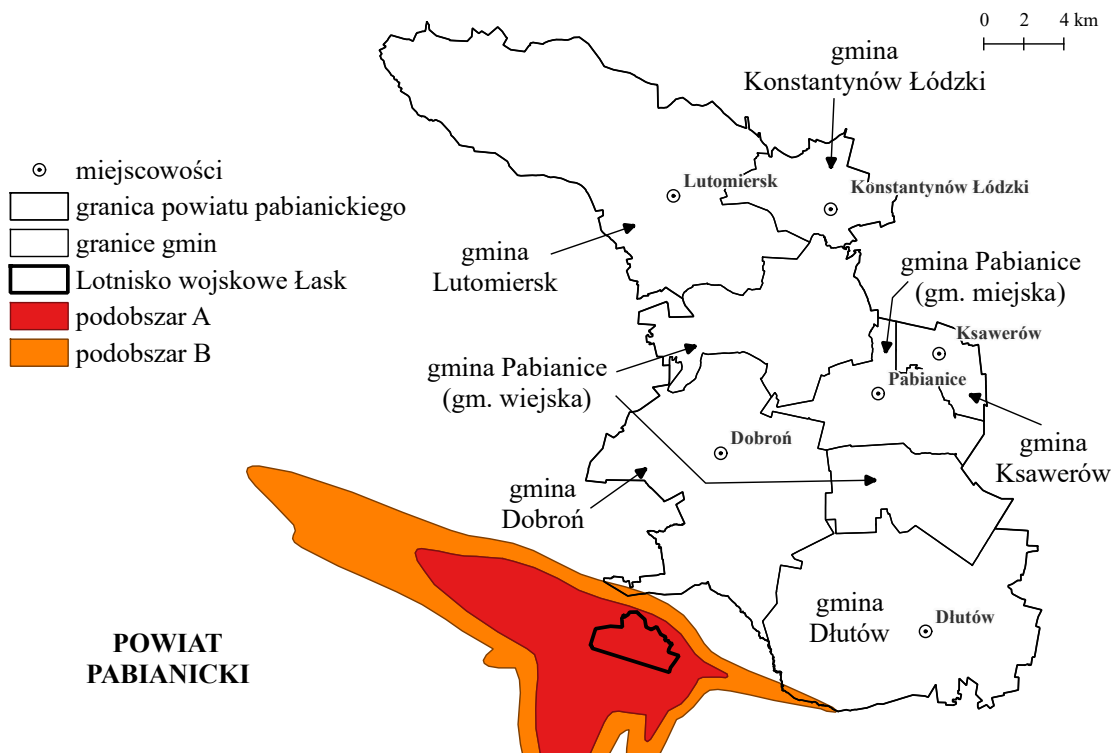 0 2 4 km
gmina
Konstantynów Łódzki
miejscowości
granica powiatu pabianickiego
granice gmin
Lotnisko wojskowe Łask
podobszar A
podobszar B
Lutomiersk
Konstantynów Łódzki
gmina
Lutomiersk
gmina Pabianice
(gm. miejska)
Ksawerów
gmina Pabianice
(gm. wiejska)
Pabianice
Dobroń
gmina
Ksawerów
gmina
Dobroń
gmina
Dłutów
Dłutów
POWIAT
PABIANICKI